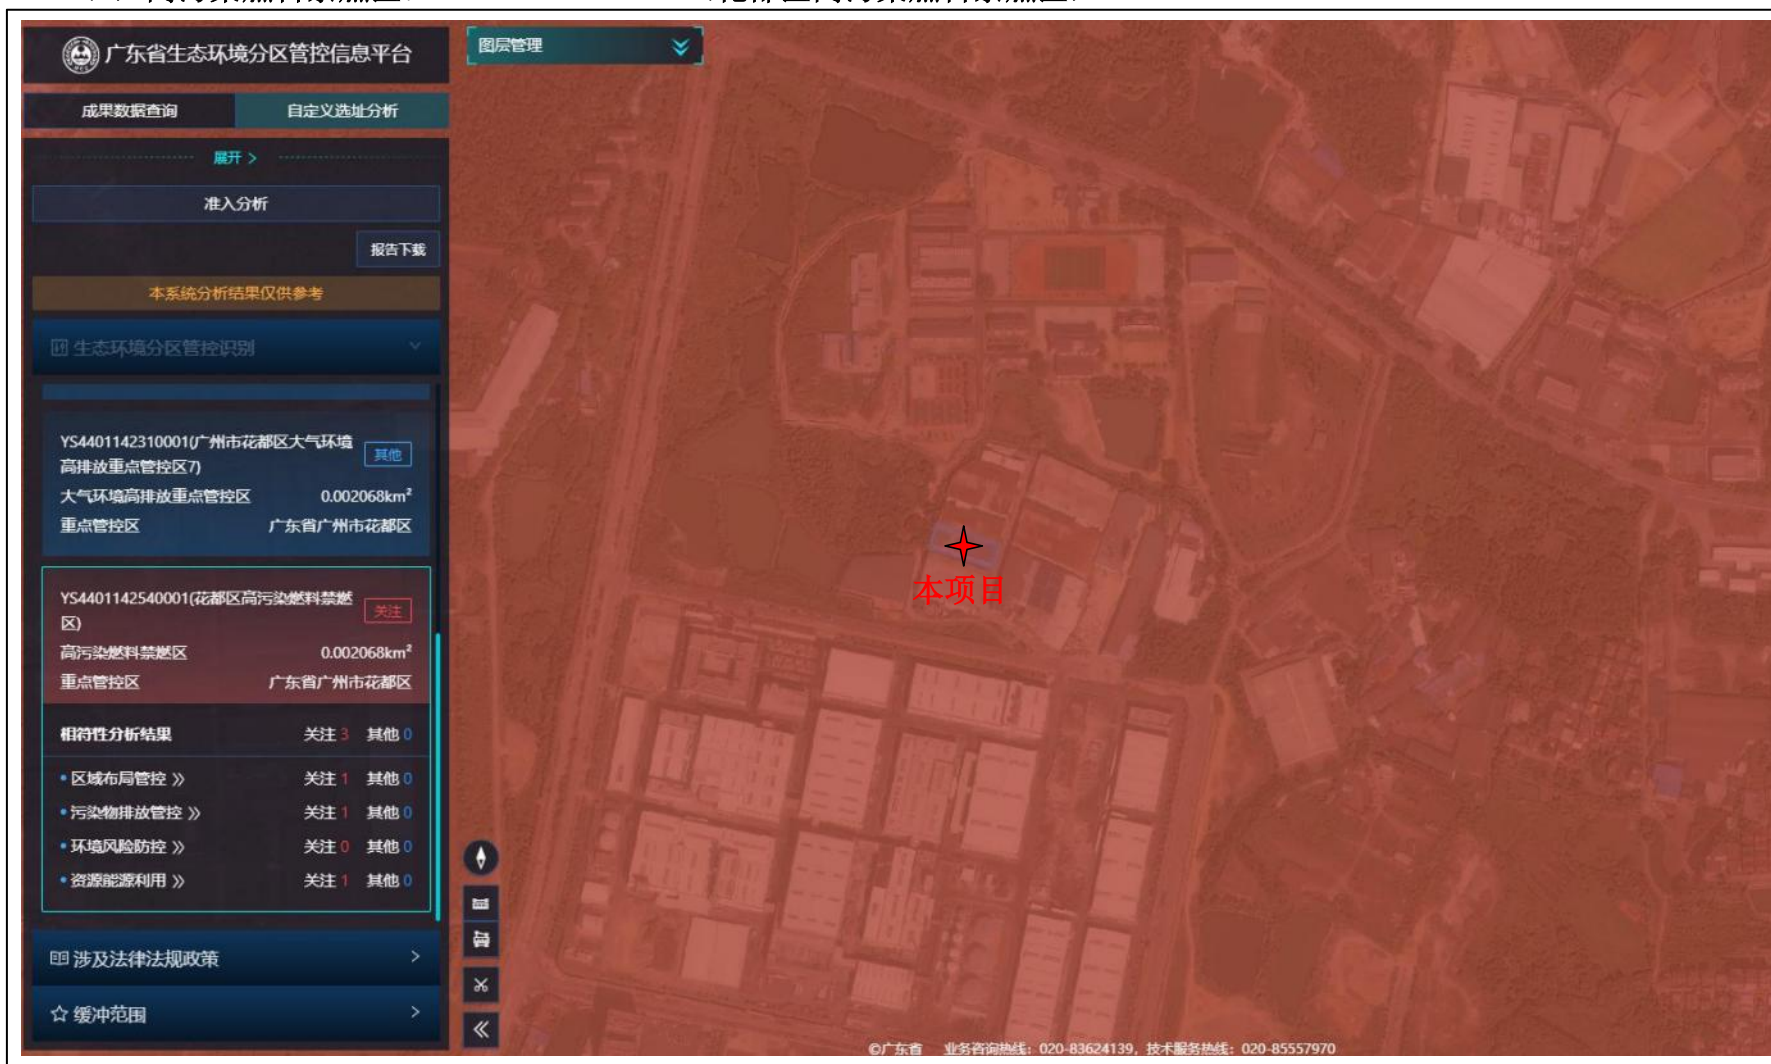 广东省生态环境分区管控信息平台
图层管理
成果数据查询 自定义选址分析
展开 >
准入分析
报告下载
本系统分析结果仅供参考
生态环境分区管控识别
YS4401142310001(广州市花都区大气环境
高排放重点管控区7)
其他
大气环境高排放重点管控区 0.002068km²
重点管控区 广东省广州市花都区
YS4401142540001(花都区高污染燃料禁燃
区)
关注
高污染燃料禁燃区 0.002068km²
重点管控区 广东省广州市花都区
相符性分析结果 关注 3 其他 0
• 区域布局管控 》 关注 1 其他 0
• 污染物排放管控 》 关注 1 其他 0
• 环境风险防控 》 关注 0 其他 0
• 资源能源利用 》 关注 1 其他 0
涉及法律法规政策 >
缓冲范围 >
本项目
©广东省 业务咨询热线: 020-83624139, 技术服务热线: 020-85557970